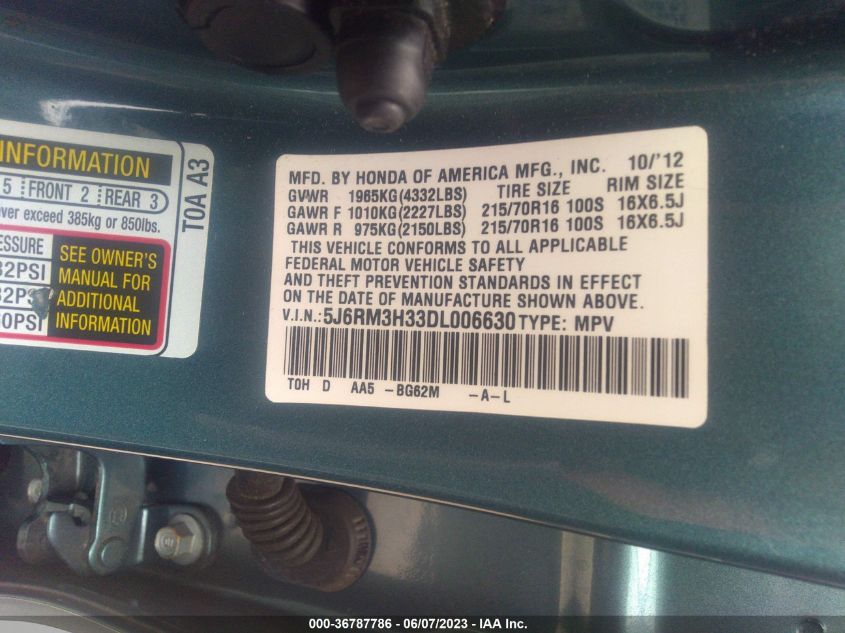 INFORMATION
5 FRONT 2 REAR 3
ver exceed 385kg or 850lbs.
ESSURE
32PSI
32PS
60PSI
SEE OWNER'S
MANUAL FOR
ADDITIONAL
INFORMATION
T0A A3
MFD. BY HONDA OF AMERICA MFG., INC. 10/'12
GVWR 1965KG(4332LBS) TIRE SIZE RIM SIZE
GAWR F 1010KG(2227LBS) 215/70R16 100S 16X6.5J
GAWR R 975KG(2150LBS) 215/70R16 100S 16X6.5J
THIS VEHICLE CONFORMS TO ALL APPLICABLE
FEDERAL MOTOR VEHICLE SAFETY
AND THEFT PREVENTION STANDARDS IN EFFECT
ON THE DATE OF MANUFACTURE SHOWN ABOVE.
V.I.N.:5J6RM3H33DL006630 TYPE: MPV
T0H D AA5 -BG62M -A-L
000-36787786 - 06/07/2023 - IAA Inc.